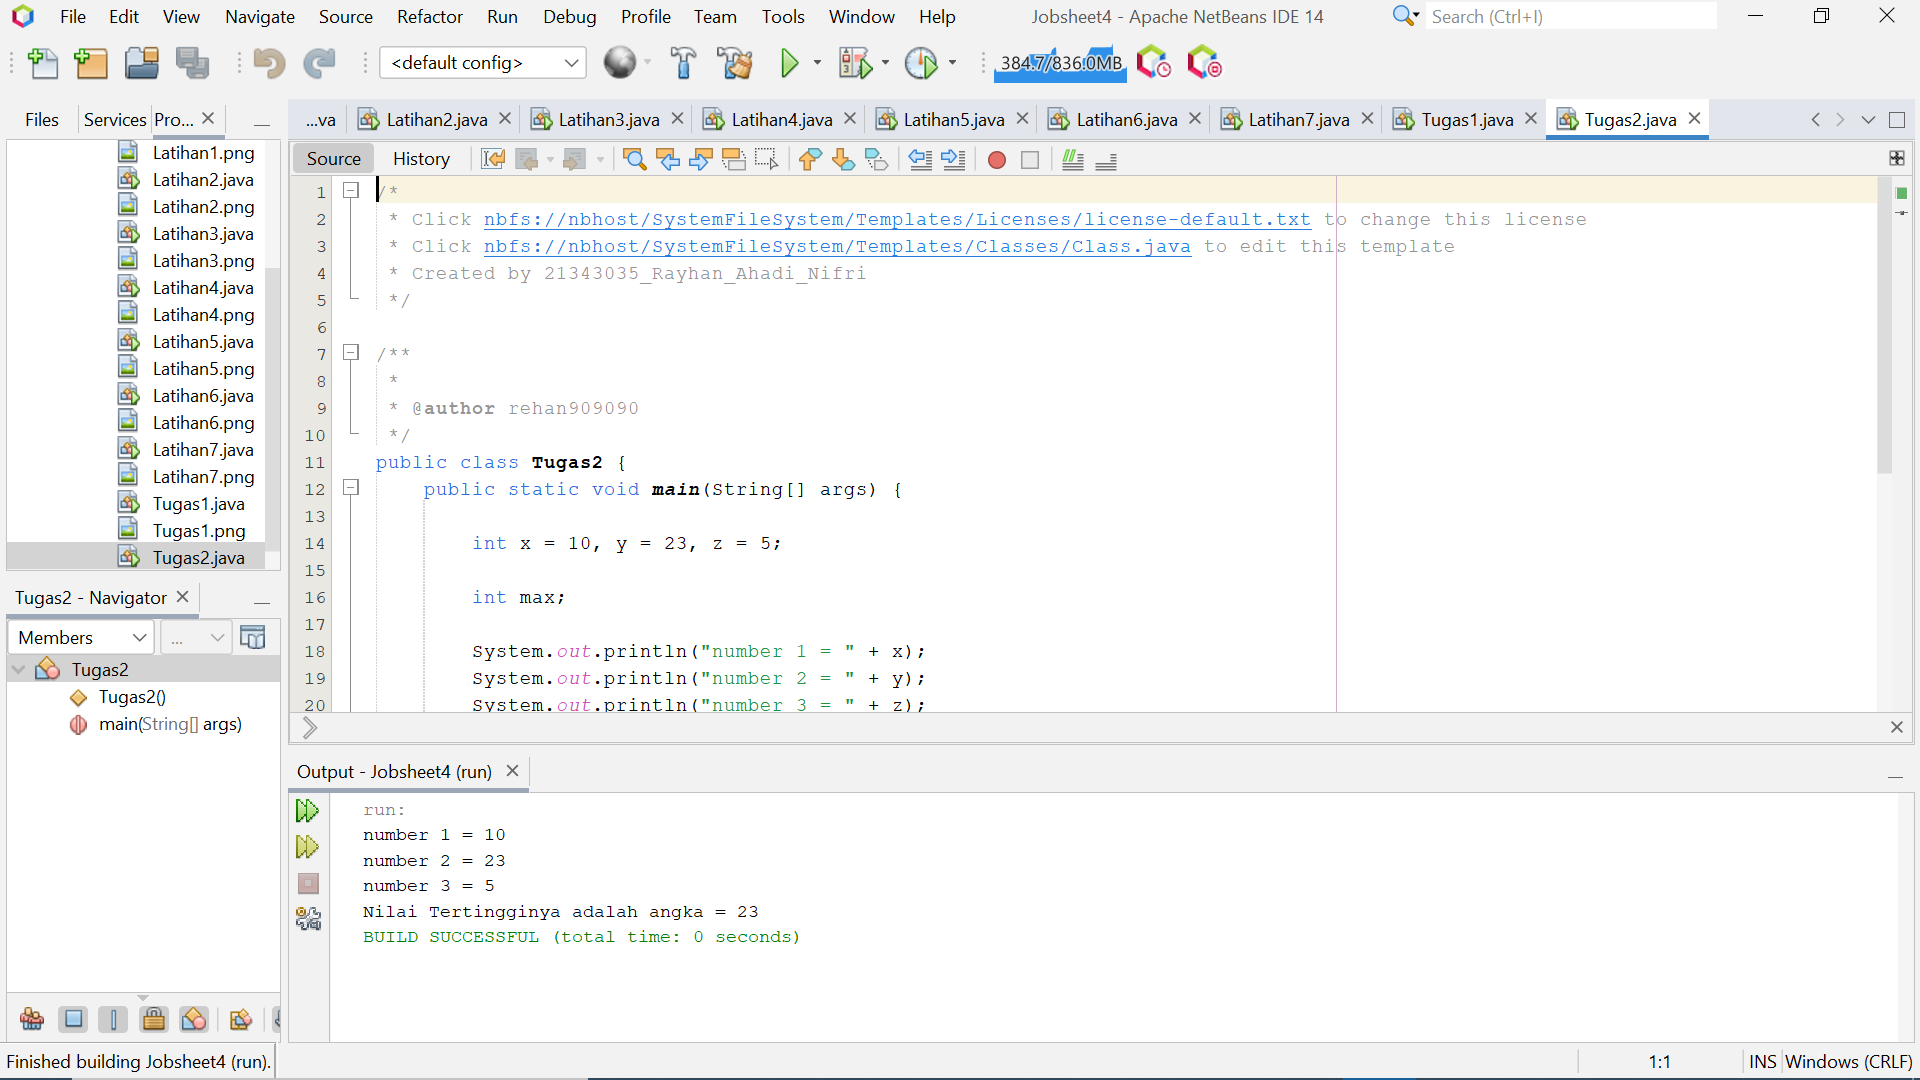 File Edit View Navigate Source Refactor Run Debug Profile Team Tools Window Help
Jobsheet4 - Apache NetBeans IDE 14
Search (Ctrl+I)
<default config>
384.7/836.0MB
Files Services Pro...
...va Latihan2.java Latihan3.java Latihan4.java Latihan5.java Latihan6.java Latihan7.java Tugas1.java Tugas2.java
Source History
Latihan1.png
Latihan2.java
Latihan2.png
Latihan3.java
Latihan3.png
Latihan4.java
Latihan4.png
Latihan5.java
Latihan5.png
Latihan6.java
Latihan6.png
Latihan7.java
Latihan7.png
Tugas1.java
Tugas1.png
Tugas2.java
Tugas2 - Navigator
Members
...
Tugas2
Tugas2()
main(String[] args)
1 /*
2 * Click nbfs://nbhost/SystemFileSystem/Templates/Licenses/license-default.txt to change this license
3 * Click nbfs://nbhost/SystemFileSystem/Templates/Classes/Class.java to edit this template
4 * Created by 21343035_Rayhan_Ahadi_Nifri
5 */
6
7 /**
8 *
9 * @author rehan909090
10 */
11 public class Tugas2 {
12 public static void main(String[] args) {
13
14 int x = 10, y = 23, z = 5;
15
16 int max;
17
18 System.out.println("number 1 = " + x);
19 System.out.println("number 2 = " + y);
20 System.out.println("number 3 = " + z);
Output - Jobsheet4 (run)
run:
number 1 = 10
number 2 = 23
number 3 = 5
Nilai Tertingginya adalah angka = 23
BUILD SUCCESSFUL (total time: 0 seconds)
Finished building Jobsheet4 (run).
1:1
INS
Windows (CRLF)